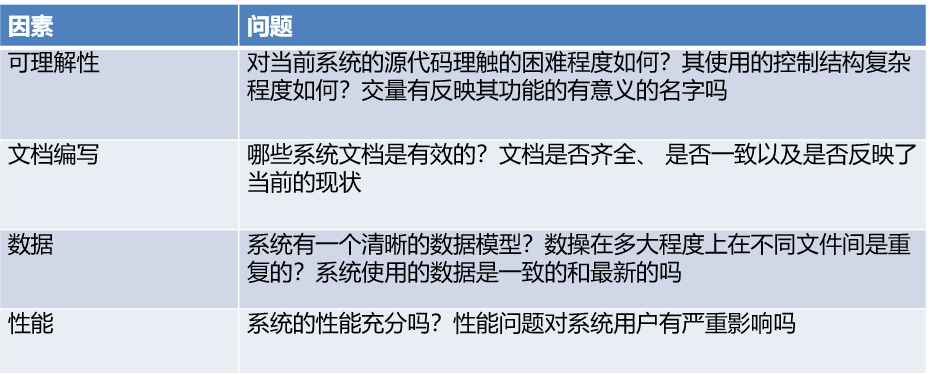 因素 问题
可理解性 对当前系统的源代码理触的困难程度如何？其使用的控制结构复杂
程度如何？交量有反映其功能的有意义的名字吗
文档编写 哪些系统文档是有效的？文档是否齐全、 是否一致以及是否反映了
当前的现状
数据 系统有一个清晰的数据模型？数操在多大程度上在不同文件间是重
复的？系统使用的数据是一致的和最新的吗
性能 系统的性能充分吗？性能问题对系统用户有严重影响吗